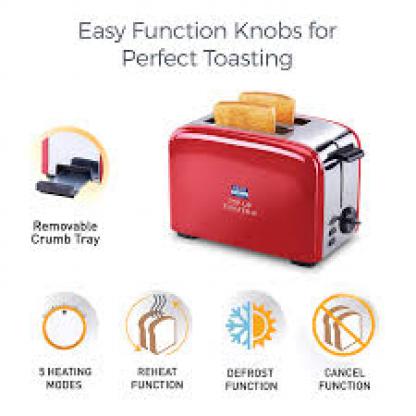 Easy Function Knobs for
Perfect Toasting
Removable
Crumb Tray
5 HEATING
MODES
REHEAT
FUNCTION
DEFROST
FUNCTION
CANCEL
FUNCTION